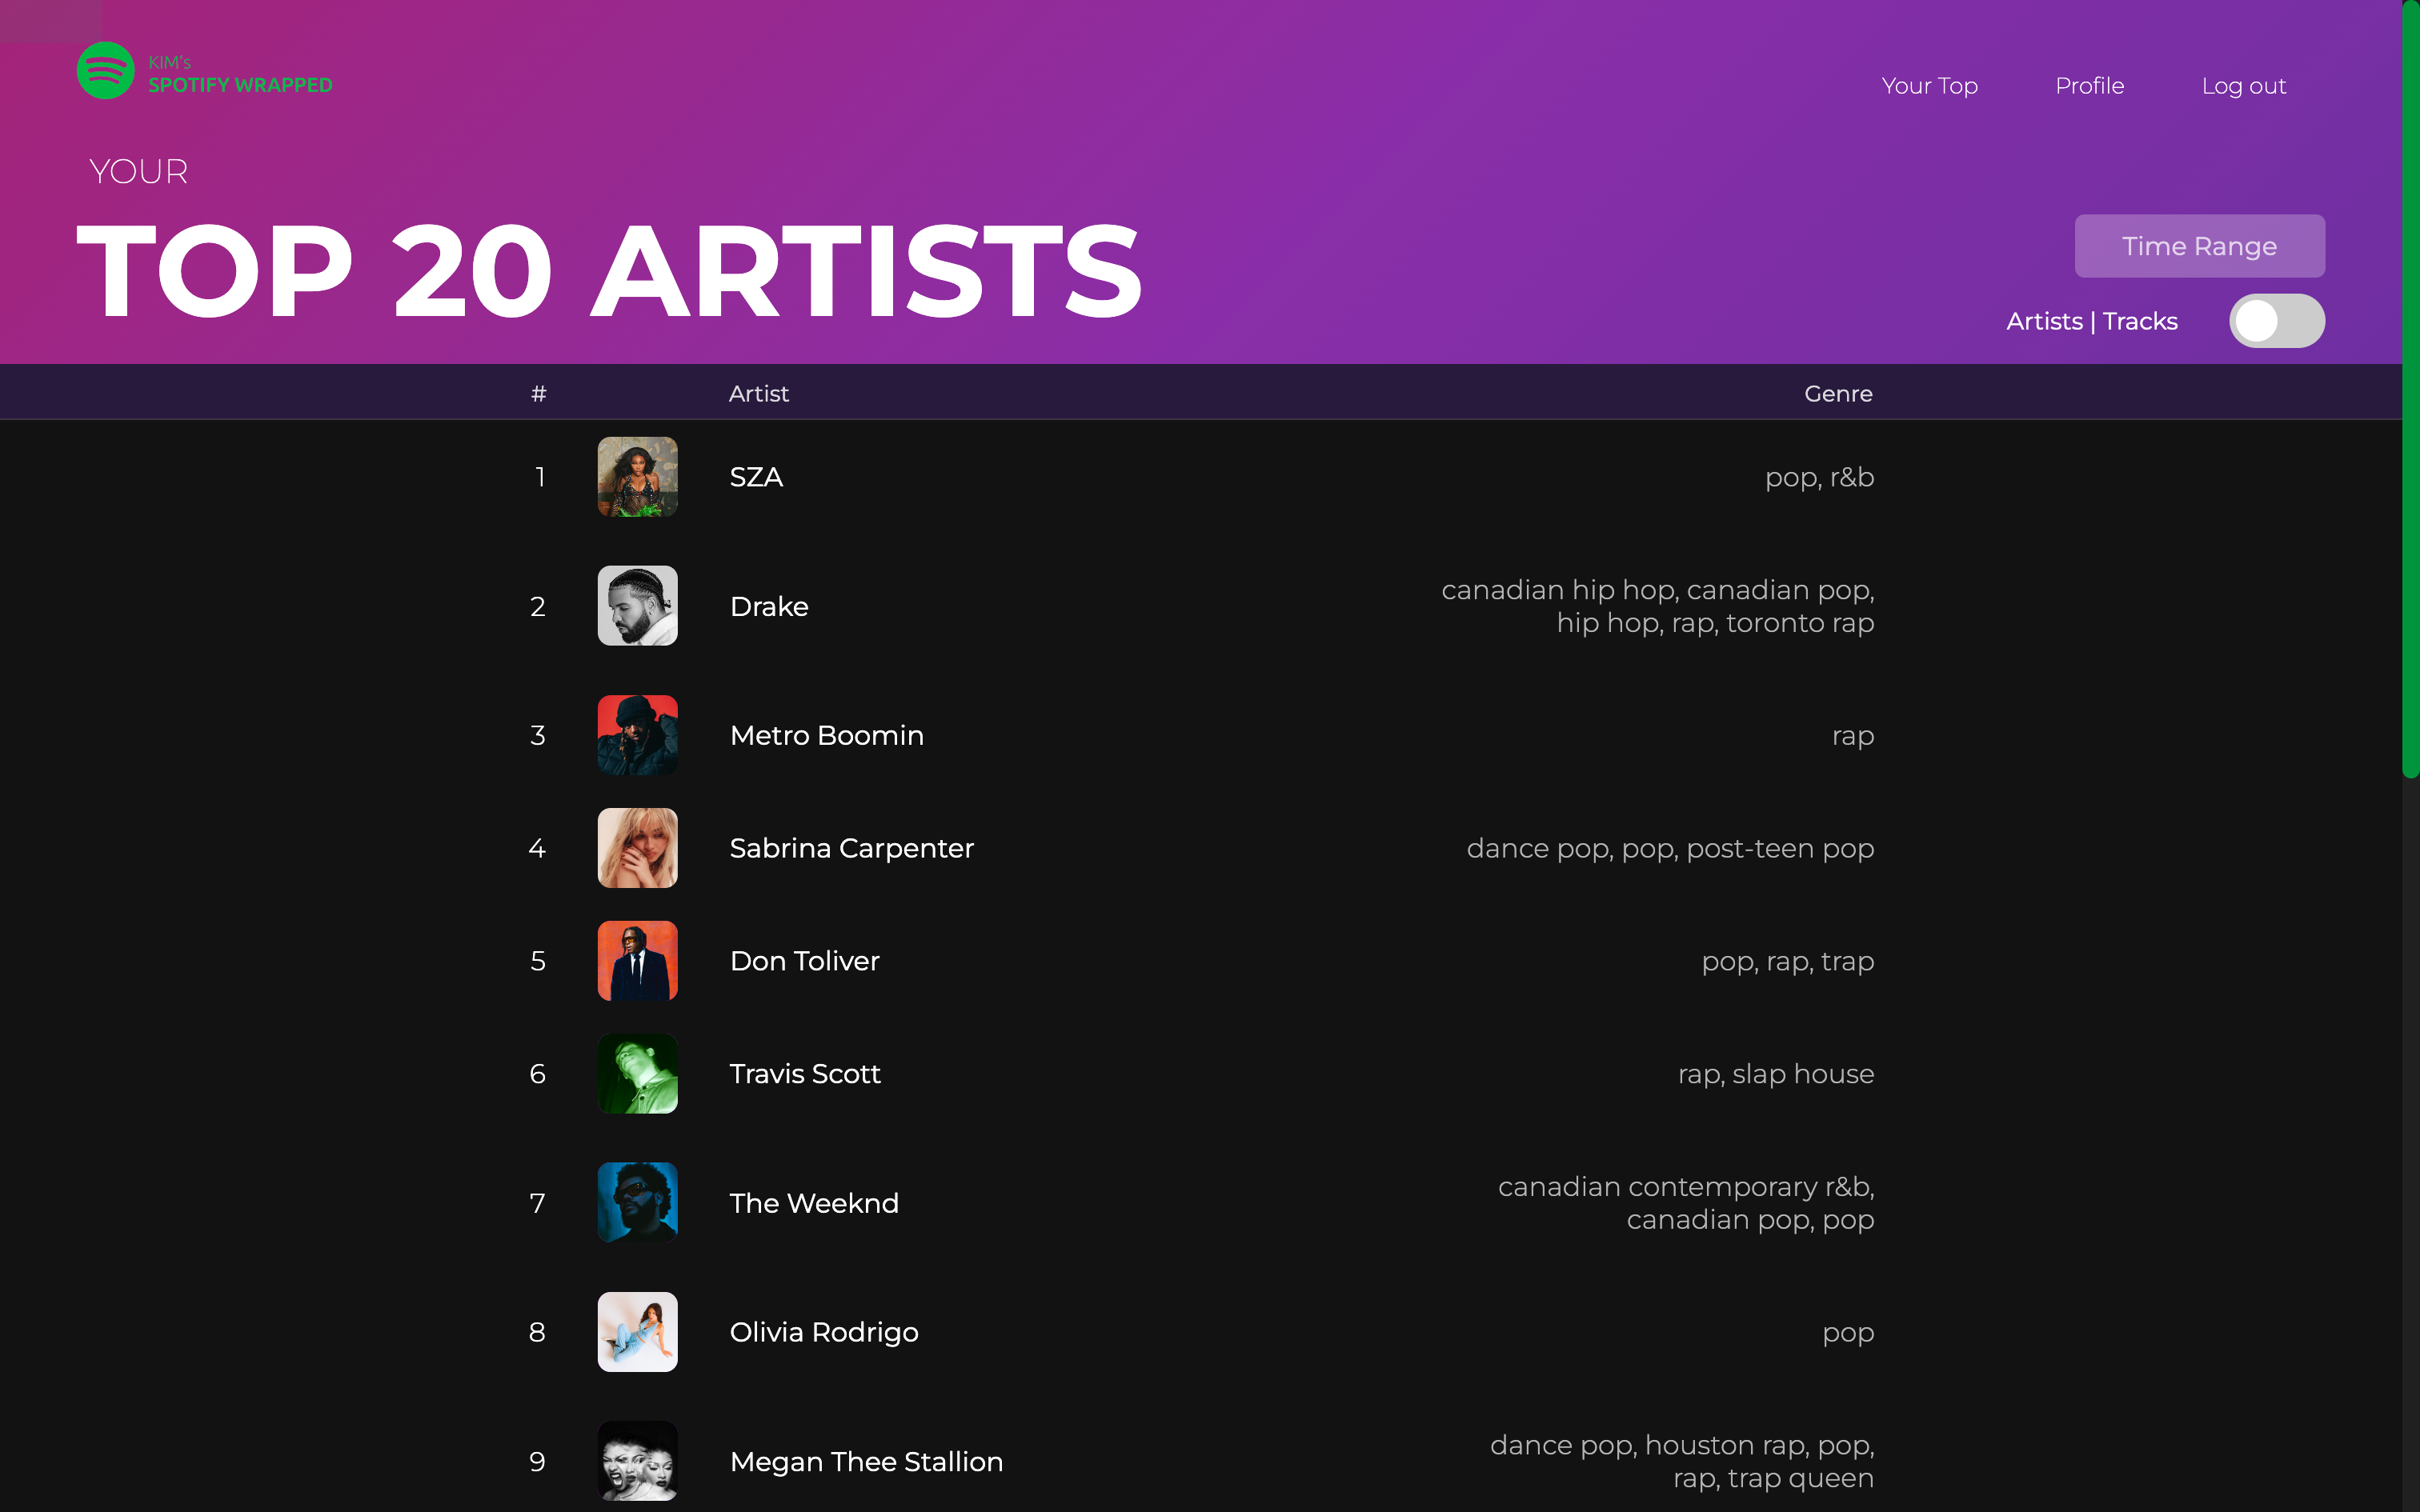 KIM's
SPOTIFY WRAPPED
Your Top
Profile
Log out
YOUR
TOP 20 ARTISTS
Time Range
Artists | Tracks
# Artist Genre
1 SZA pop, r&b
2 Drake canadian hip hop, canadian pop,
hip hop, rap, toronto rap
3 Metro Boomin rap
4 Sabrina Carpenter dance pop, pop, post-teen pop
5 Don Toliver pop, rap, trap
6 Travis Scott rap, slap house
7 The Weeknd canadian contemporary r&b,
canadian pop, pop
8 Olivia Rodrigo pop
9 Megan Thee Stallion dance pop, houston rap, pop,
rap, trap queen